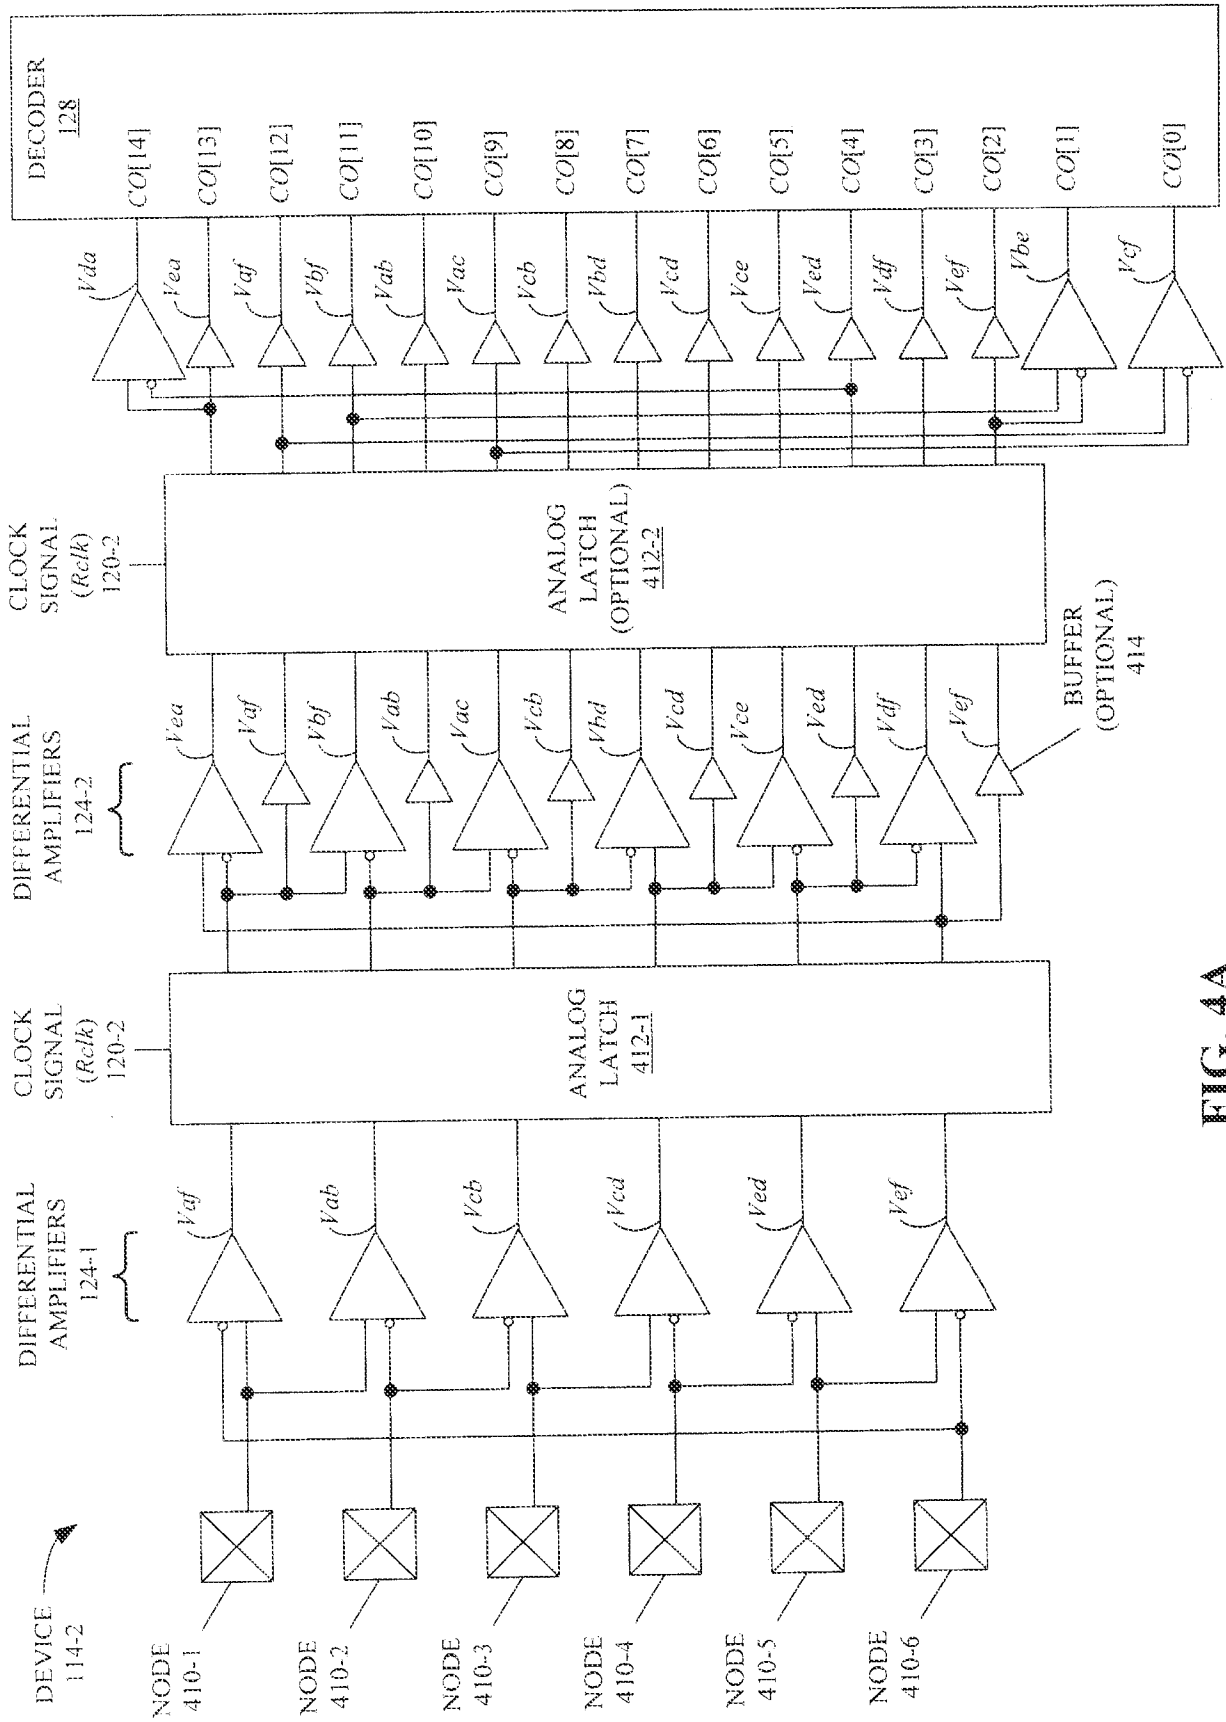 DEVICE
114-2
DIFFERENTIAL
AMPLIFIERS
124-1
CLOCK
SIGNAL
(Rclk)
120-2
DIFFERENTIAL
AMPLIFIERS
124-2
CLOCK
SIGNAL
(Rclk)
120-2
DECODER
128
NODE
410-1
NODE
410-2
NODE
410-3
NODE
410-4
NODE
410-5
NODE
410-6
Vaf
Vab
Vcb
Vcd
Ved
Vef
ANALOG
LATCH
412-1
Vea
Vaf
Vbf
Vab
Vac
Vcb
Vbd
Vcd
Vce
Ved
Vdf
Vef
BUFFER
(OPTIONAL)
414
ANALOG
LATCH
(OPTIONAL)
412-2
Vda
Vea
Vaf
Vbf
Vab
Vac
Vcb
Vbd
Vcd
Vce
Ved
Vdf
Vef
Vbe
Vcf
CO[14]
CO[13]
CO[12]
CO[11]
CO[10]
CO[9]
CO[8]
CO[7]
CO[6]
CO[5]
CO[4]
CO[3]
CO[2]
CO[1]
CO[0]
FIG. 4A